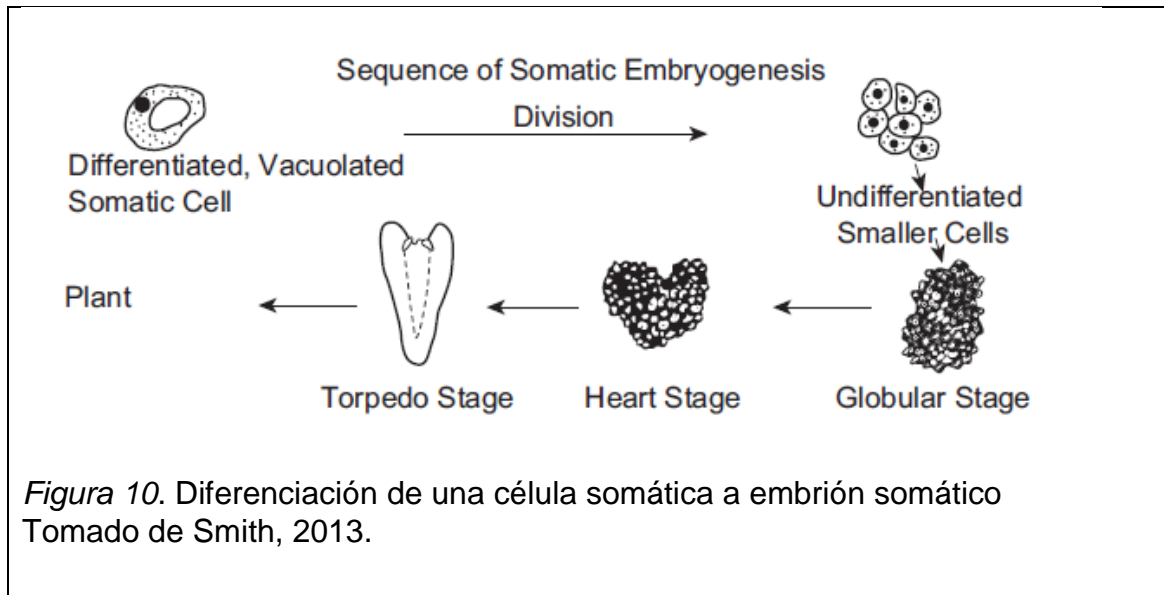 Sequence of Somatic Embryogenesis
Division
Differentiated, Vacuolated
Somatic Cell
Undifferentiated
Smaller Cells
Plant
Torpedo Stage
Heart Stage
Globular Stage
Figura 10. Diferenciación de una célula somática a embrión somático
Tomado de Smith, 2013.